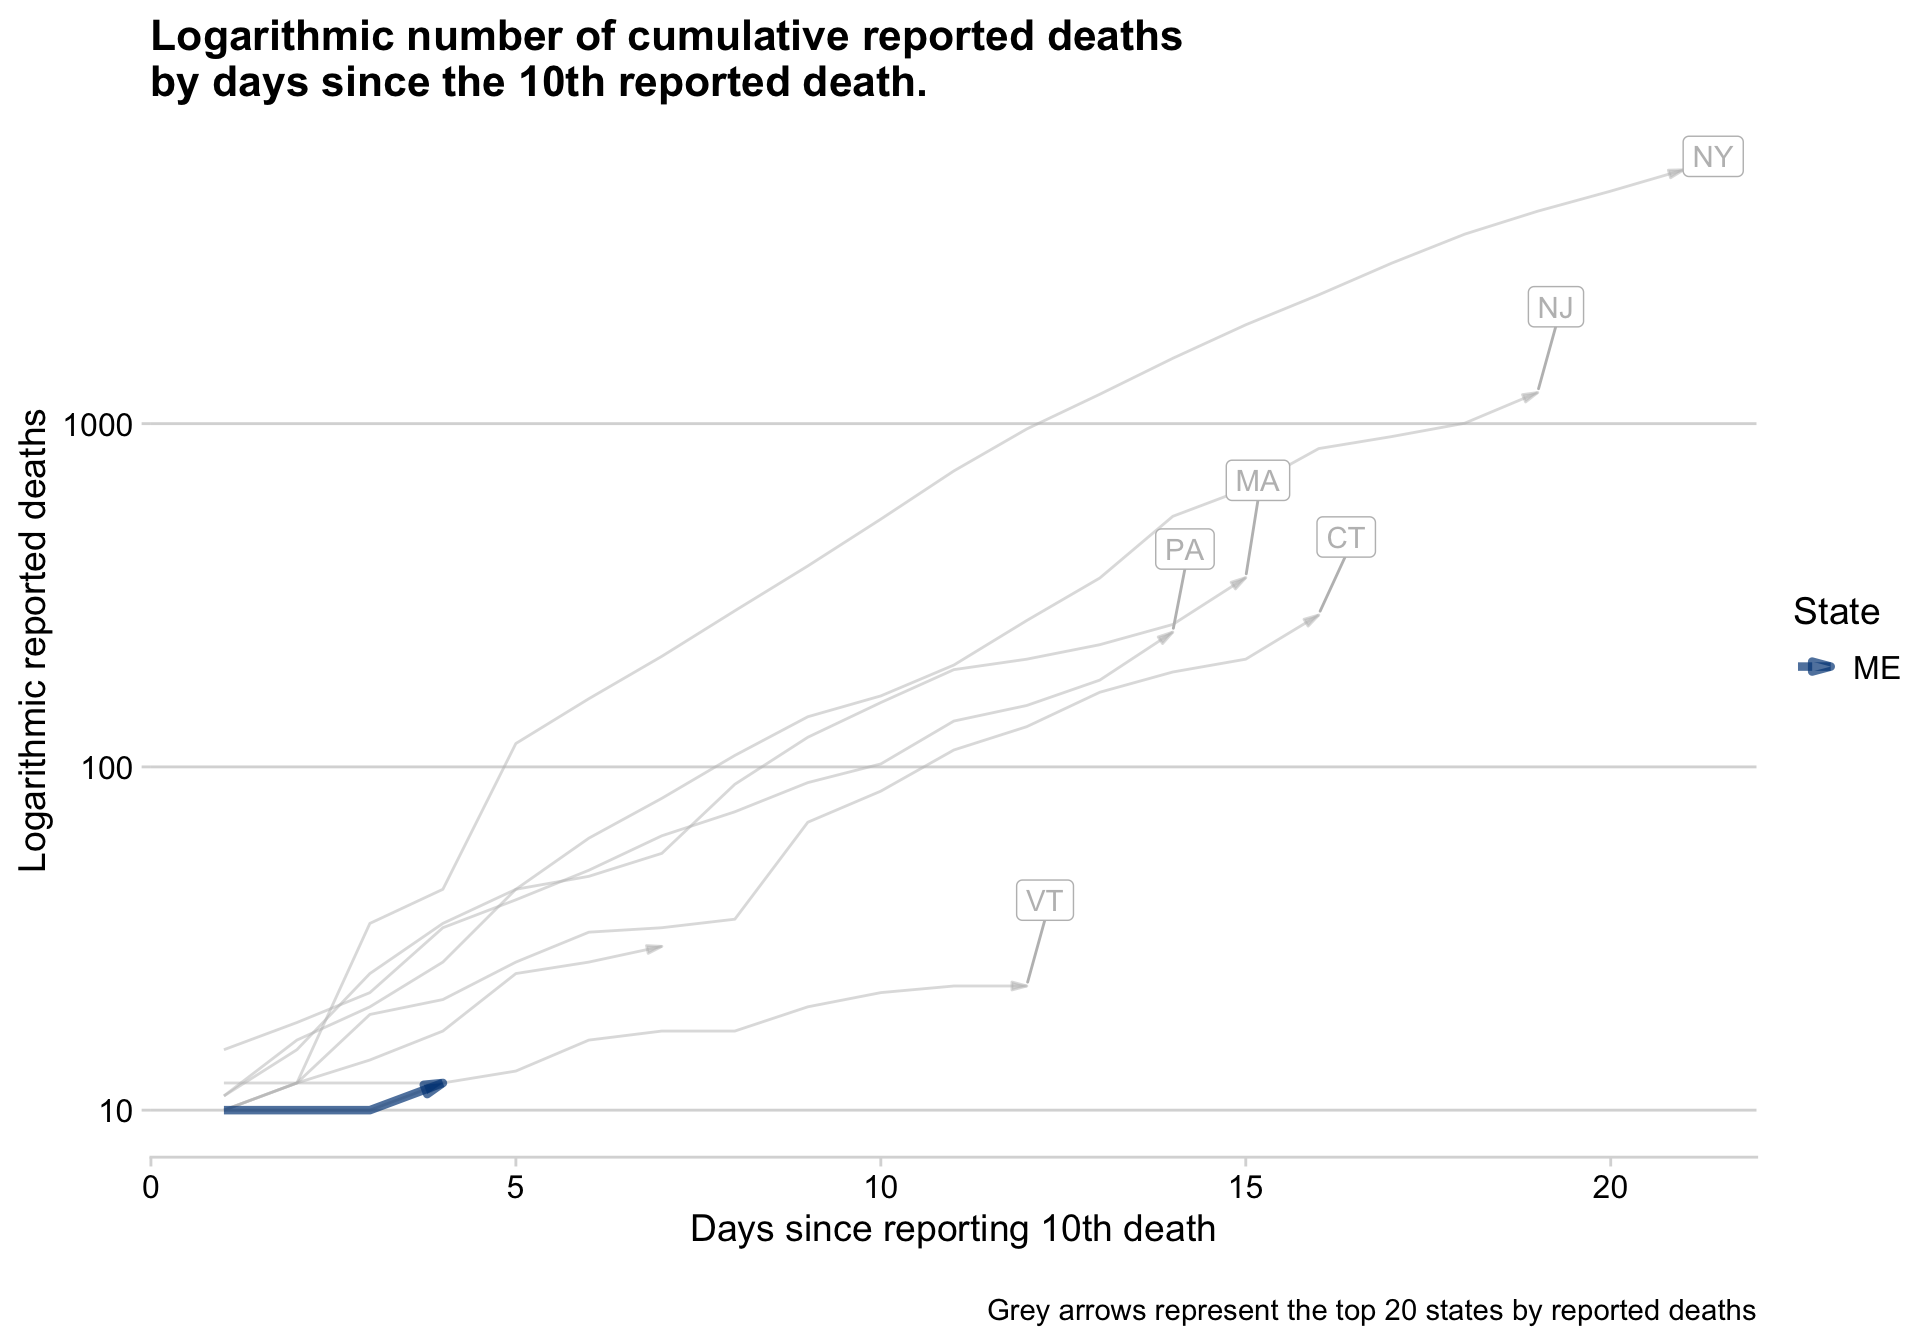 Logarithmic number of cumulative reported deaths
by days since the 10th reported death.
NY
NJ
MA
CT
PA
VT
1000
100
10
Logarithmic reported deaths
0 5 10 15 20
Days since reporting 10th death
State
ME
Grey arrows represent the top 20 states by reported deaths